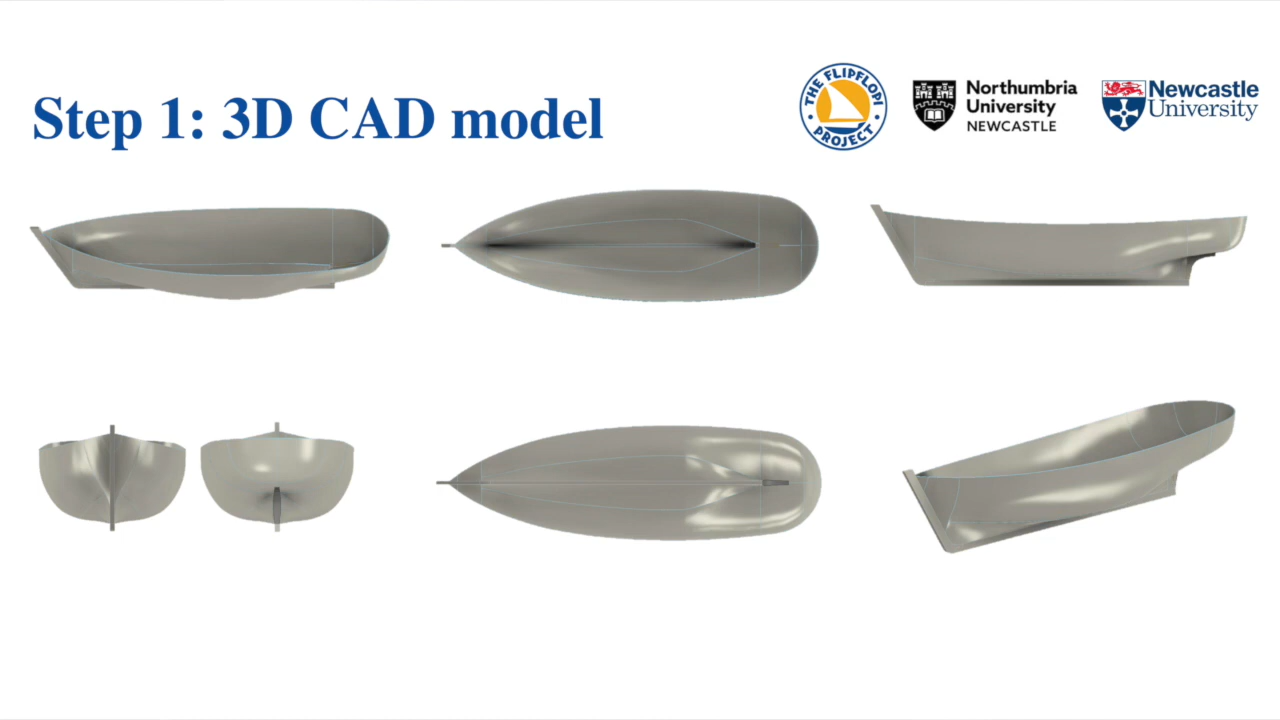 Step 1: 3D CAD model
THE FLIPFLOPI
PROJECT
Northumbria
University
NEWCASTLE
Newcastle
University